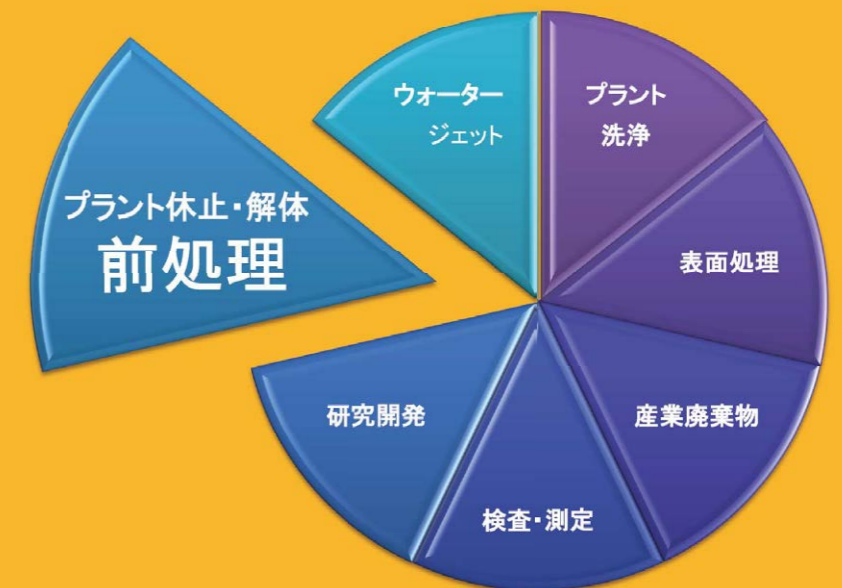 ウォーター
ジェット
プラント
洗浄
表面処理
産業廃棄物
検査・測定
研究開発
プラント休止・解体
前処理